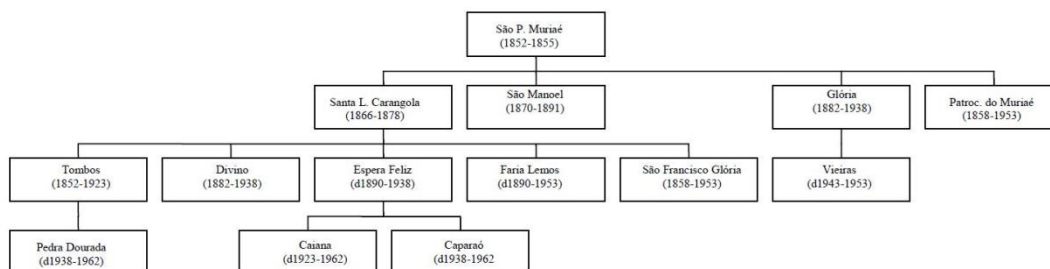 São P. Muriaé
(1852-1855)
Santa L. Carangola
(1866-1878)
São Manoel
(1870-1891)
Glória
(1882-1938)
Patroc. do Muriaé
(1858-1953)
Tombos
(1852-1923)
Divino
(1882-1938)
Espera Feliz
(d1890-1938)
Faria Lemos
(d1890-1953)
São Francisco Glória
(1858-1953)
Vieiras
(d1943-1953)
Pedra Dourada
(d1938-1962)
Caiana
(d1923-1962)
Caparaó
(d1938-1962